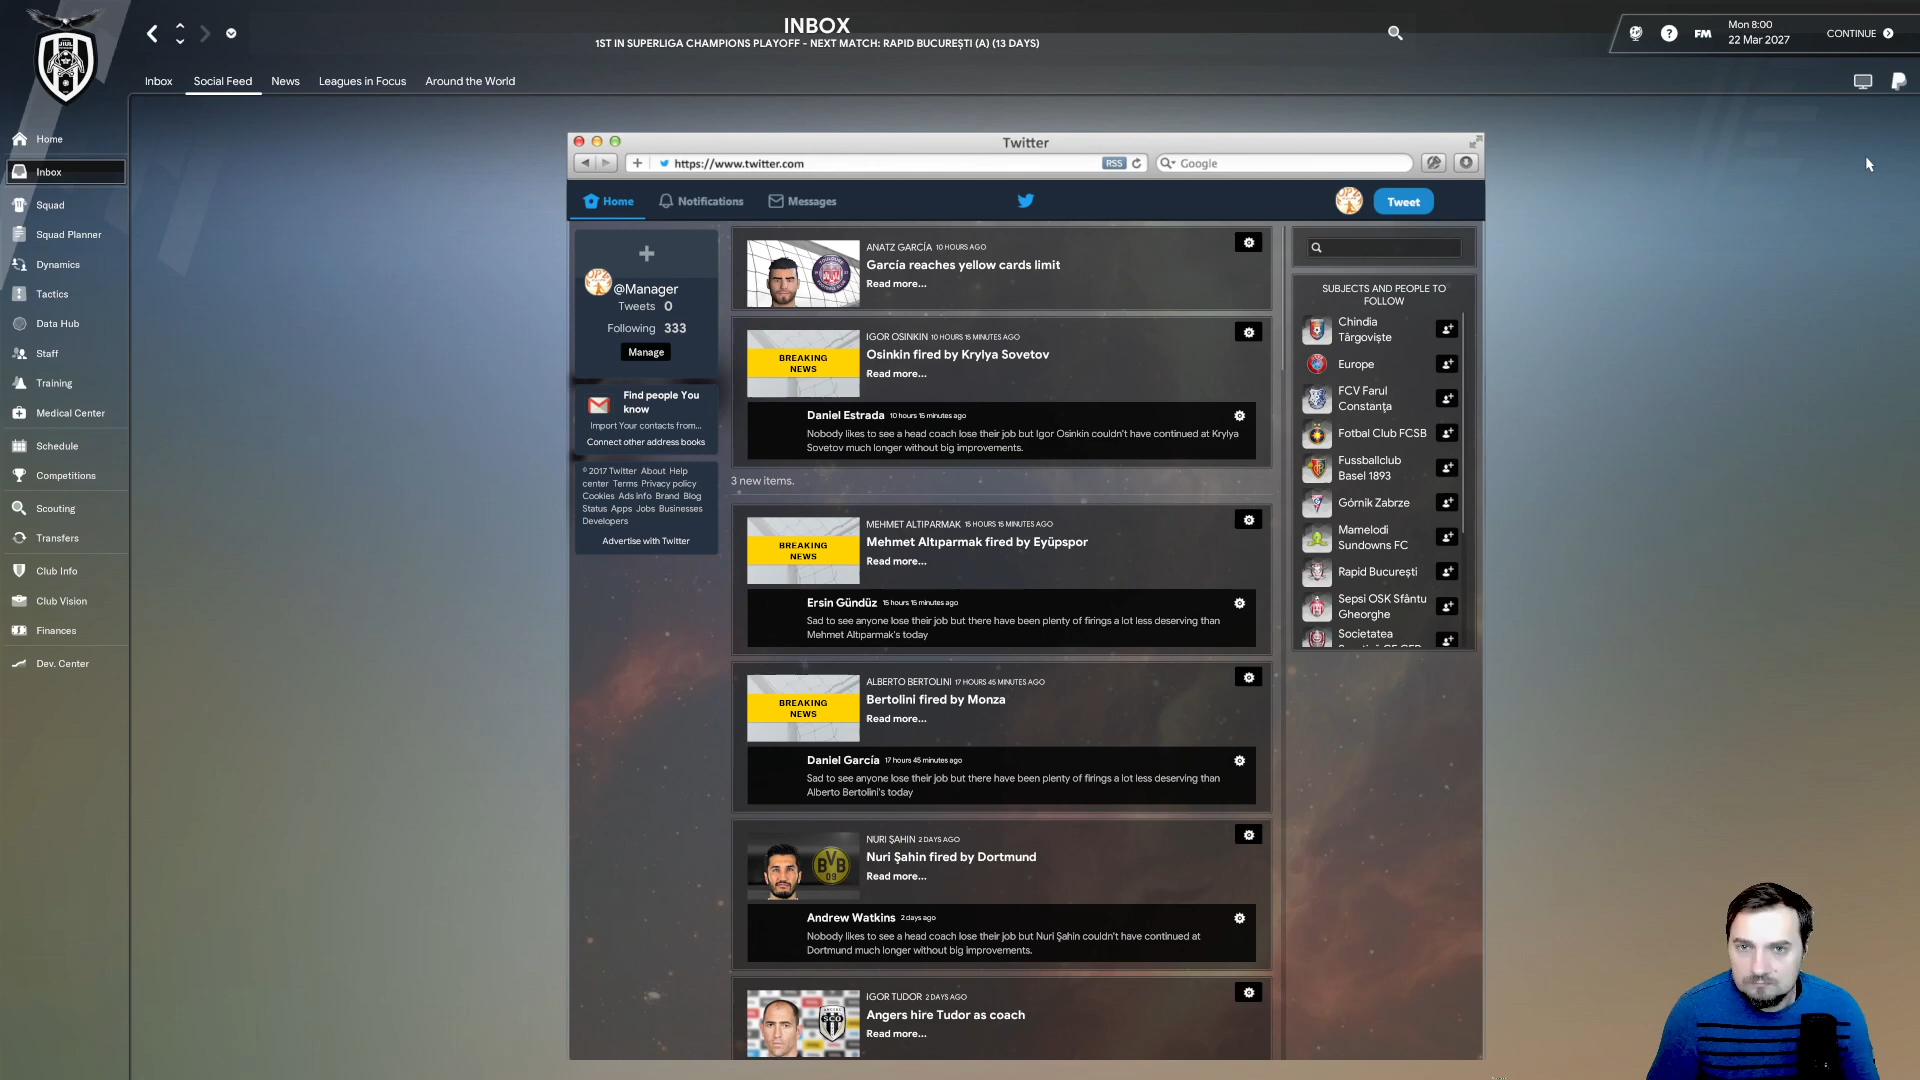 INBOX
1ST IN SUPERLIGA CHAMPIONS PLAYOFF - NEXT MATCH: RAPID BUCUREȘTI (A) (13 DAYS)
FM
Mon 8:00
22 Mar 2027
CONTINUE
JIUL
Inbox
Social Feed
News
Leagues in Focus
Around the World
Home
Inbox
Squad
Squad Planner
Dynamics
Tactics
Data Hub
Staff
Training
Medical Center
Schedule
Competitions
Scouting
Transfers
Club Info
Club Vision
Finances
Dev. Center
Twitter
https://www.twitter.com
RSS
Google
Home
Notifications
Messages
Tweet
@Manager
Tweets 0
Following 333
Manage
Find people You
know
Import Your contacts from...
Connect other address books
© 2017 Twitter About Help
center Terms Privacy policy
Cookies Ads info Brand Blog
Status Apps Jobs Businesses
Developers
Advertise with Twitter
ANATZ GARCÍA 10 HOURS AGO
García reaches yellow cards limit
Read more...
BREAKING
NEWS
IGOR OSINKIN 10 HOURS 15 MINUTES AGO
Osinkin fired by Krylya Sovetov
Read more...
Daniel Estrada 10 hours 15 minutes ago
Nobody likes to see a head coach lose their job but Igor Osinkin couldn't have continued at Krylya
Sovetov much longer without big improvements.
3 new items.
BREAKING
NEWS
MEHMET ALTIPARMAK 15 HOURS 15 MINUTES AGO
Mehmet Altıparmak fired by Eyüpspor
Read more...
Ersin Gündüz 15 hours 15 minutes ago
Sad to see anyone lose their job but there have been plenty of firings a lot less deserving than
Mehmet Altıparmak's today
BREAKING
NEWS
ALBERTO BERTOLINI 17 HOURS 45 MINUTES AGO
Bertolini fired by Monza
Read more...
Daniel García 17 hours 45 minutes ago
Sad to see anyone lose their job but there have been plenty of firings a lot less deserving than
Alberto Bertolini's today
BVB
09
NURI ŞAHIN 2 DAYS AGO
Nuri Şahin fired by Dortmund
Read more...
Andrew Watkins 2 days ago
Nobody likes to see a head coach lose their job but Nuri Şahin couldn't have continued at
Dortmund much longer without big improvements.
SCO
IGOR TUDOR 2 DAYS AGO
Angers hire Tudor as coach
Read more...
SUBJECTS AND PEOPLE TO
FOLLOW
Chindia
Târgoviște
Europe
FCV Farul
Constanța
Fotbal Club FCSB
Fussballclub
Basel 1893
Górnik Zabrze
Mamelodi
Sundowns FC
Rapid București
Sepsi OSK Sfântu
Gheorghe
Societatea